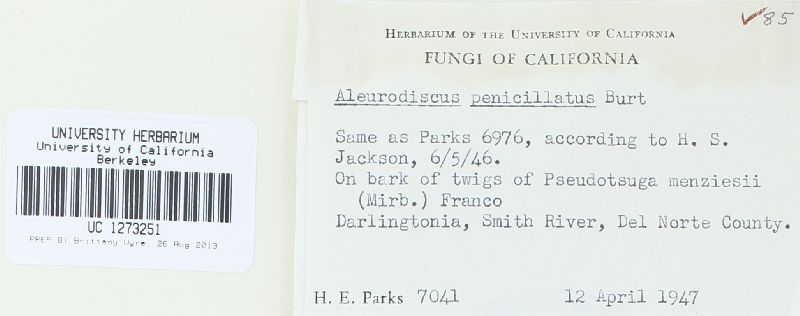 85
HERBARIUM OF THE UNIVERSITY OF CALIFORNIA
FUNGI OF CALIFORNIA
Aleurodiscus penicillatus Burt
Same as Parks 6976, according to H. S.
Jackson, 6/5/46.
On bark of twigs of Pseudotsuga menziesii
(Mirb.) Franco
Darlingtonia, Smith River, Del Norte County.
H. E. Parks 7041 12 April 1947
UNIVERSITY HERBARIUM
University of California
Berkeley
UC 1273251
PREP BY Brittany Wyre, 26 Aug 2013